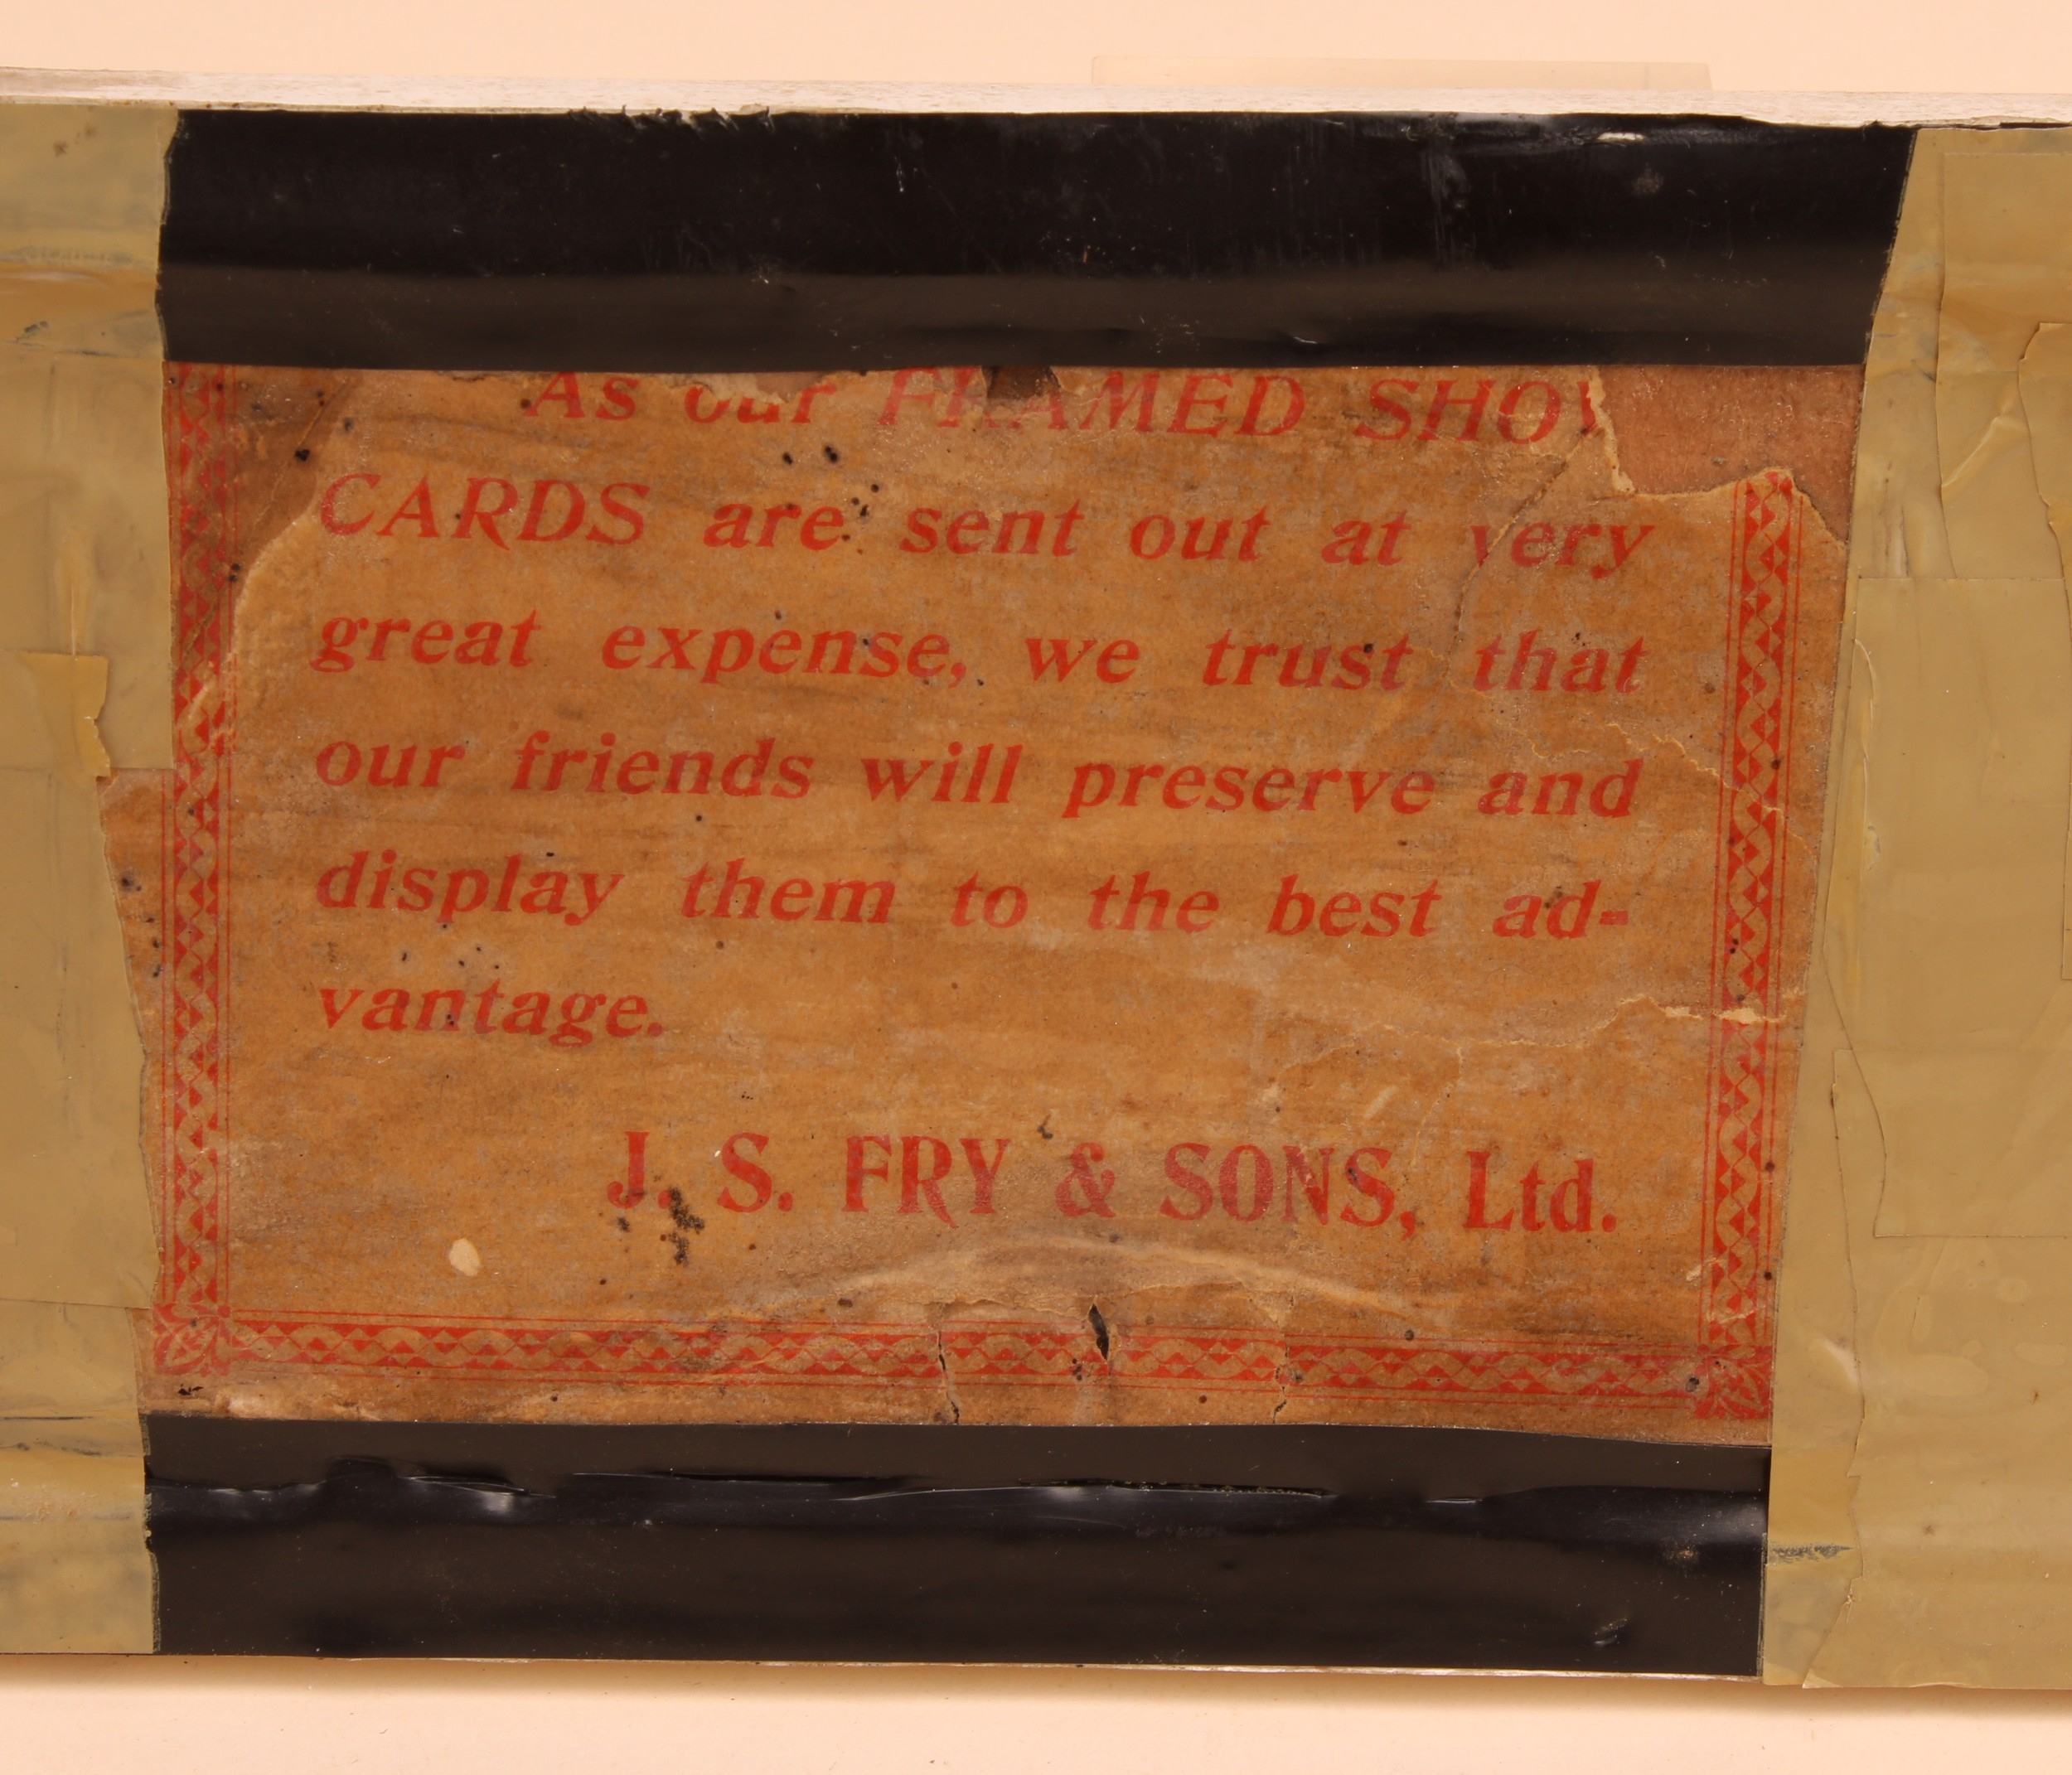 As our FRAMED SHOW
CARDS are sent out at very
great expense, we trust that
our friends will preserve and
display them to the best ad-
vantage.
J. S. FRY & SONS, Ltd.